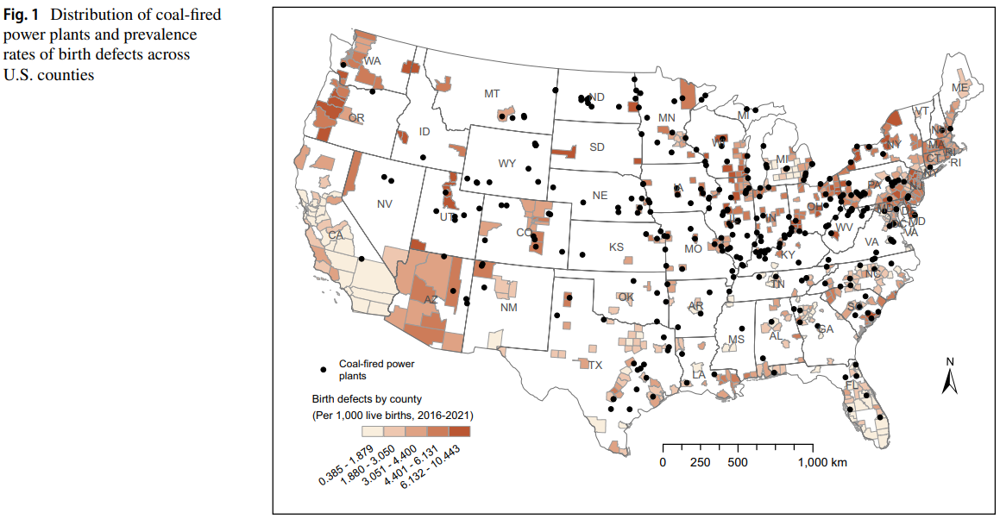 Fig. 1 Distribution of coal-fired
power plants and prevalence
rates of birth defects across
U.S. counties
WA
MT
ND
MN
MI
ME
VT
OR
ID
SD
WI
NY
MA
RI
CT
RI
WY
MI
NV
NE
IA
PA
NJ
UT
CO
IL
IN
OH
MD
DE
MD
WV
VA
CA
KS
MO
KY
VA
AZ
NM
OK
AR
TN
NC
SC
TX
MS
AL
GA
LA
FL
N
Coal-fired power
plants
Birth defects by county
(Per 1,000 live births, 2016-2021)
0.385 - 1.879
1.880 - 3.050
3.051 - 4.400
4.401 - 6.131
6.132 - 10.443
0 250 500 1,000 km